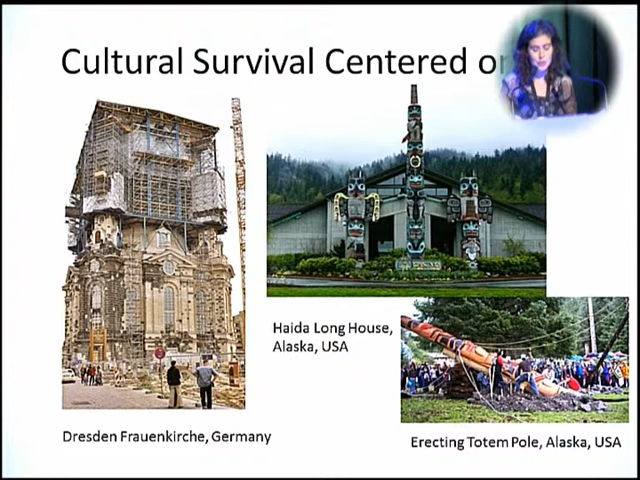 Cultural Survival Centered
Haida Long House,
Alaska, USA
Dresden Frauenkirche, Germany
Erecting Totem Pole, Alaska, USA